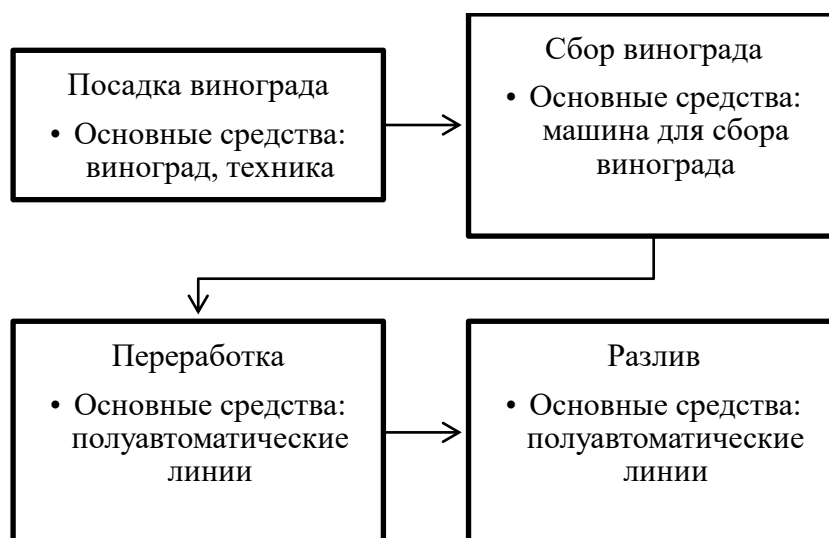 Посадка винограда
• Основные средства:
виноград, техника
Сбор винограда
• Основные средства:
машина для сбора
винограда
Переработка
• Основные средства:
полуавтоматические
линии
Разлив
• Основные средства:
полуавтоматические
линии